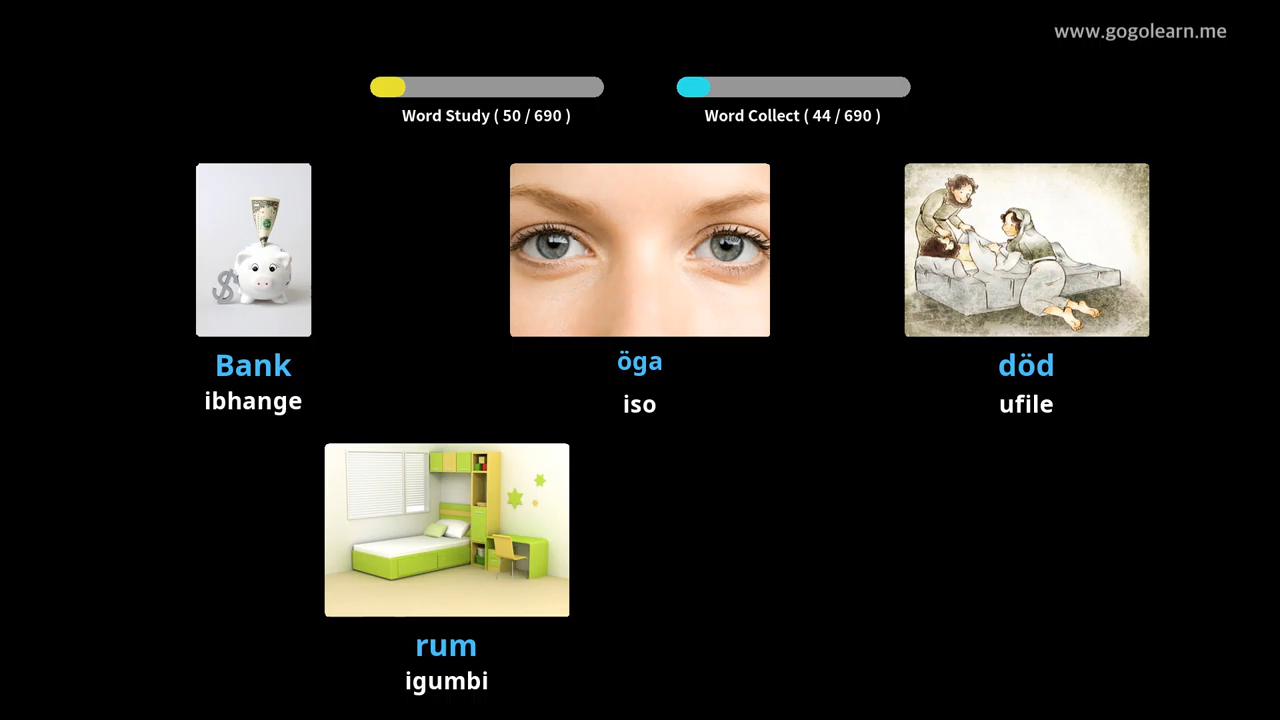 www.gogolearn.me
Word Study ( 50 / 690 )
Word Collect ( 44 / 690 )
Bank
ibhange
öga
iso
död
ufile
rum
igumbi